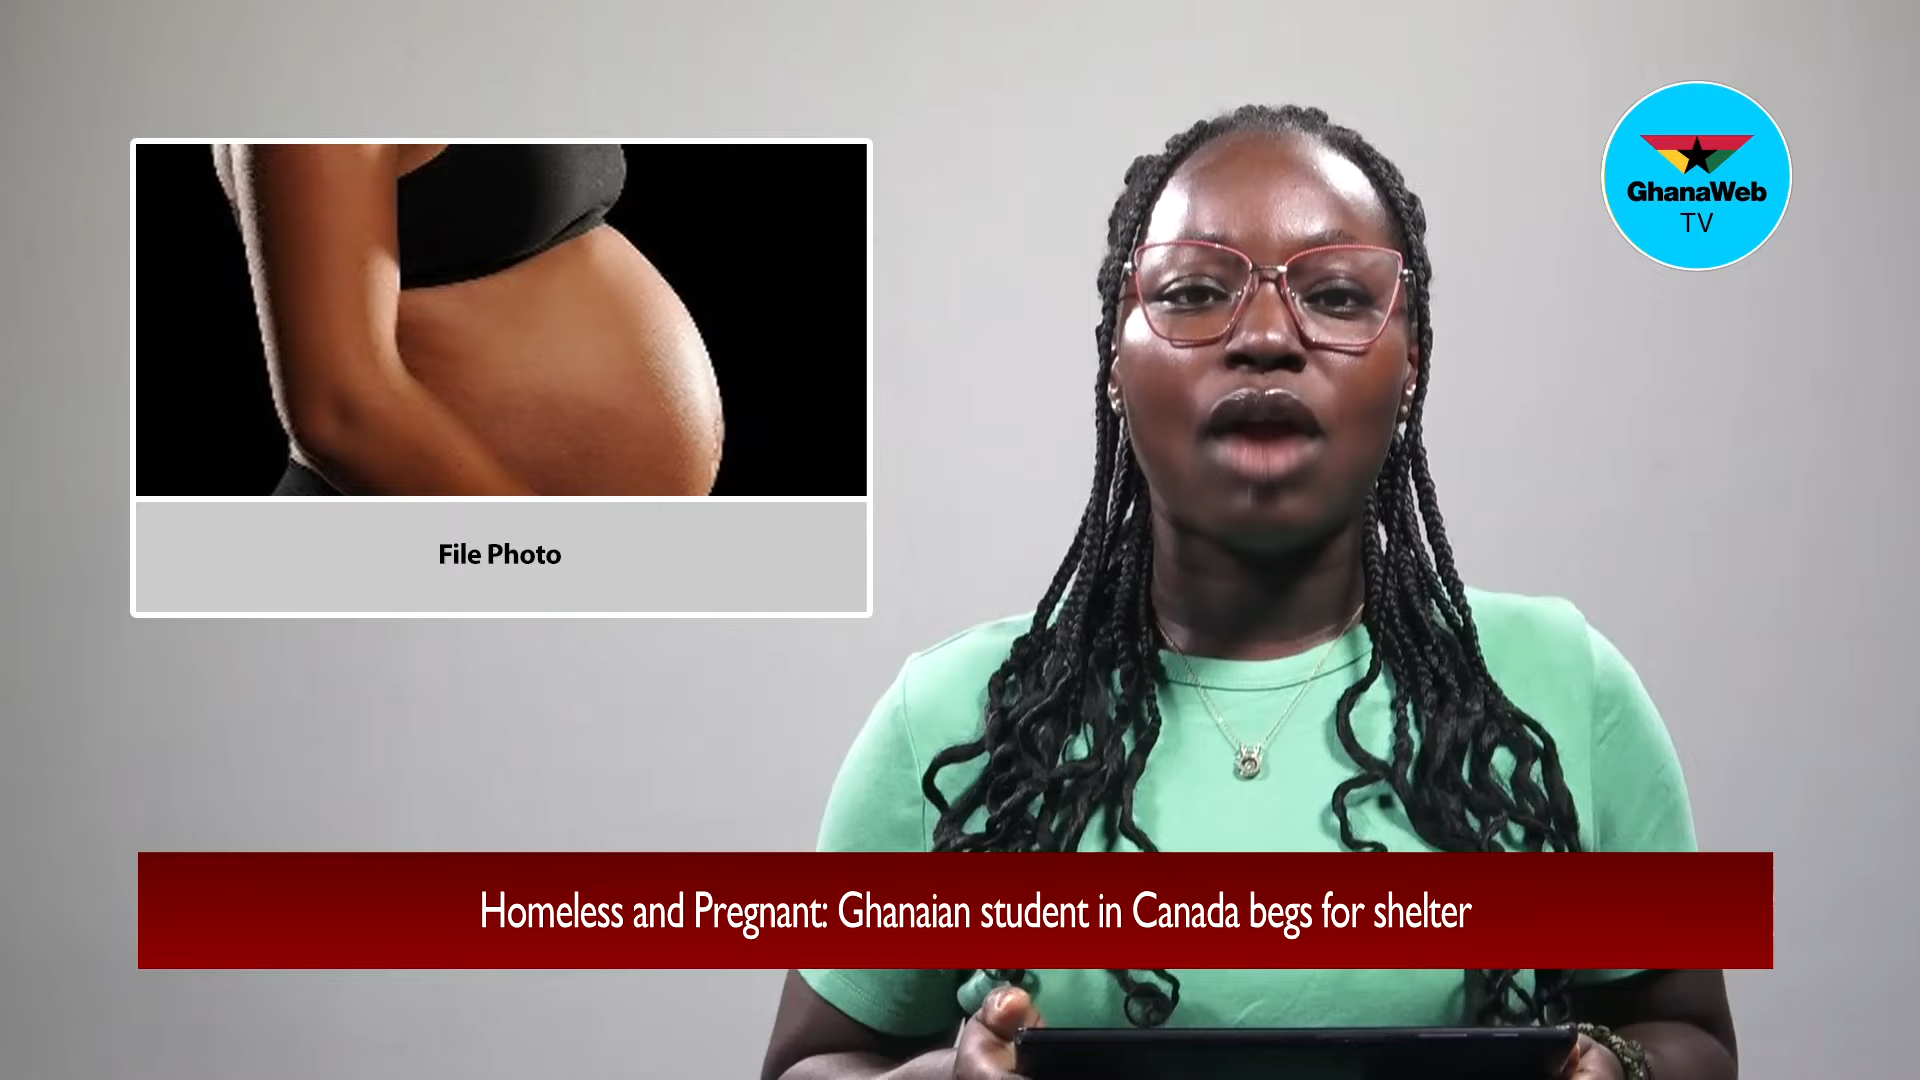 GhanaWeb
TV
File Photo
Homeless and Pregnant: Ghanaian student in Canada begs for shelter